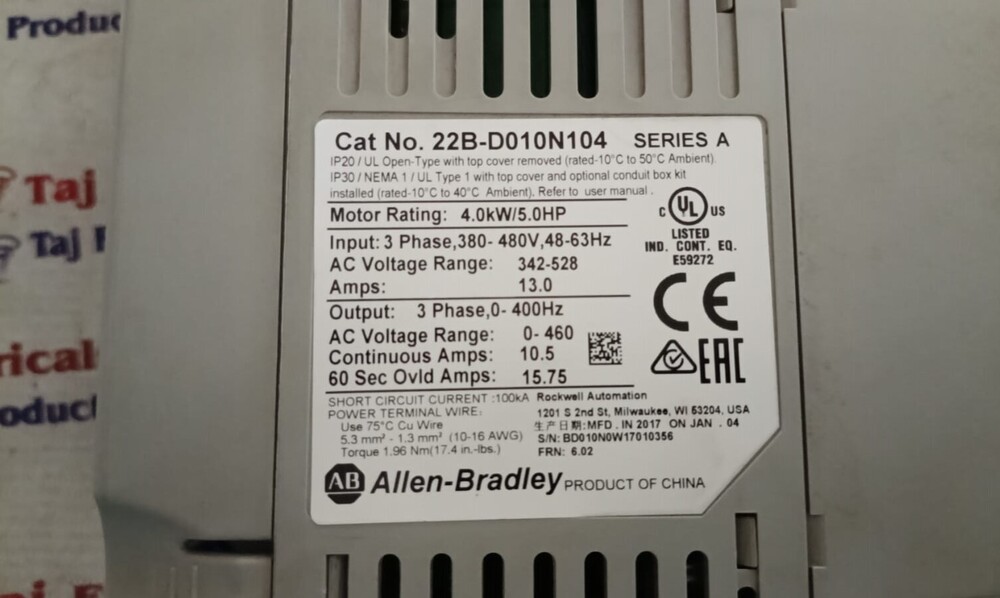 Produc
Taj
Taj
rical
oduct
Cat No. 22B-D010N104 SERIES A
IP20 / UL Open-Type with top cover removed (rated-10°C to 50°C Ambient).
IP30 / NEMA 1 / UL Type 1 with top cover and optional conduit box kit
installed (rated-10°C to 40°C Ambient). Refer to user manual .
Motor Rating: 4.0kW/5.0HP
Input: 3 Phase,380- 480V,48-63Hz
AC Voltage Range: 342-528
Amps: 13.0
Output: 3 Phase,0- 400Hz
AC Voltage Range: 0- 460
Continuous Amps: 10.5
60 Sec Ovld Amps: 15.75
C UL US
LISTED
IND. CONT. EQ.
E59272
CE
EAC
SHORT CIRCUIT CURRENT :100kA
POWER TERMINAL WIRE:
Use 75°C Cu Wire
5.3 mm² - 1.3 mm² (10-16 AWG)
Torque 1.96 Nm(17.4 in.-lbs.)
Rockwell Automation
1201 S 2nd St, Milwaukee, WI 53204, USA
生产日期:MFD. IN 2017 ON JAN . 04
S/N: BD010N0W17010356
FRN: 6.02
AB Allen-Bradley PRODUCT OF CHINA